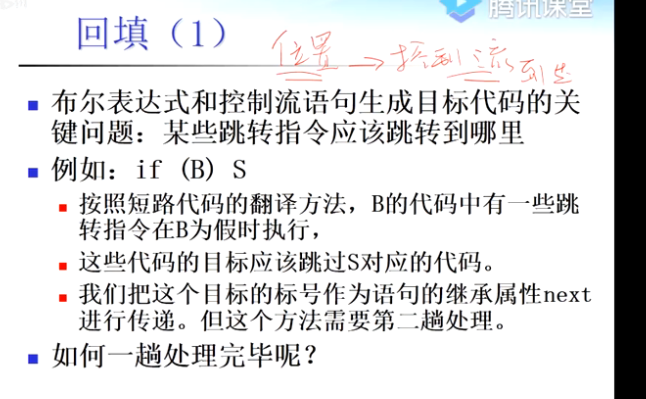 腾讯课堂
回填（1）
位置 → 控制流到达
布尔表达式和控制流语句生成目标代码的关
键问题：某些跳转指令应该跳转到哪里
例如：if (B) S
按照短路代码的翻译方法，B的代码中有一些跳
转指令在B为假时执行，
这些代码的目标应该跳过S对应的代码。
我们把这个目标的标号作为语句的继承属性next
进行传递。但这个方法需要第二趟处理。
如何一趟处理完毕呢？